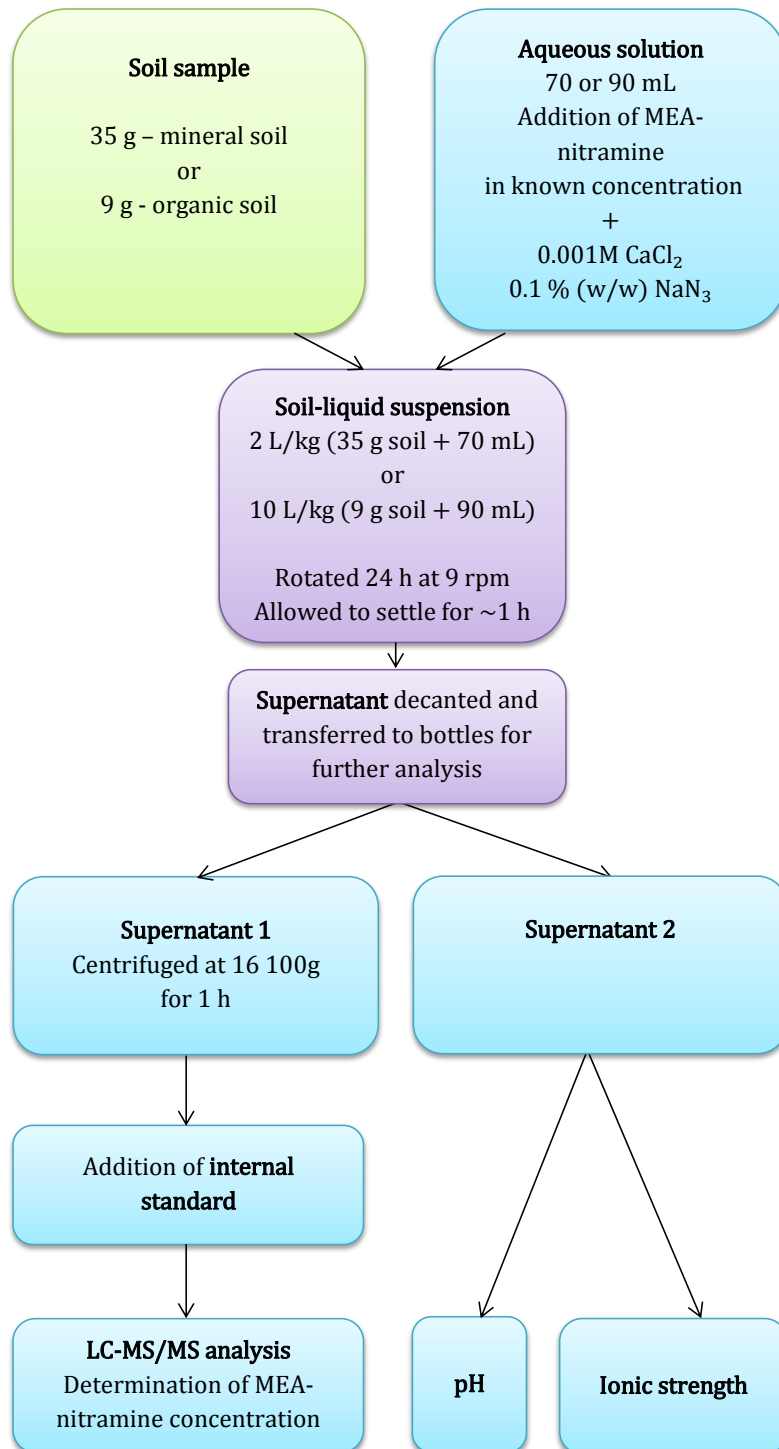 Soil sample
35 g – mineral soil
or
9 g - organic soil
Aqueous solution
70 or 90 mL
Addition of MEA-
nitramine
in known concentration
+
0.001M CaCl₂
0.1 % (w/w) NaN₃
Soil-liquid suspension
2 L/kg (35 g soil + 70 mL)
or
10 L/kg (9 g soil + 90 mL)
Rotated 24 h at 9 rpm
Allowed to settle for ~1 h
Supernatant decanted and
transferred to bottles for
further analysis
Supernatant 1
Centrifuged at 16 100g
for 1 h
Supernatant 2
Addition of internal
standard
LC-MS/MS analysis
Determination of MEA-
nitramine concentration
pH
Ionic strength